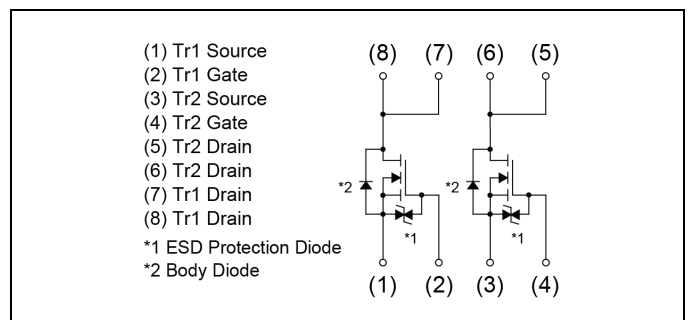 (1) Tr1 Source
(2) Tr1 Gate
(3) Tr2 Source
(4) Tr2 Gate
(5) Tr2 Drain
(6) Tr2 Drain
(7) Tr1 Drain
(8) Tr1 Drain
*1 ESD Protection Diode
*2 Body Diode
(8) (7) (6) (5)
*2 *2
*1 *1
(1) (2) (3) (4)